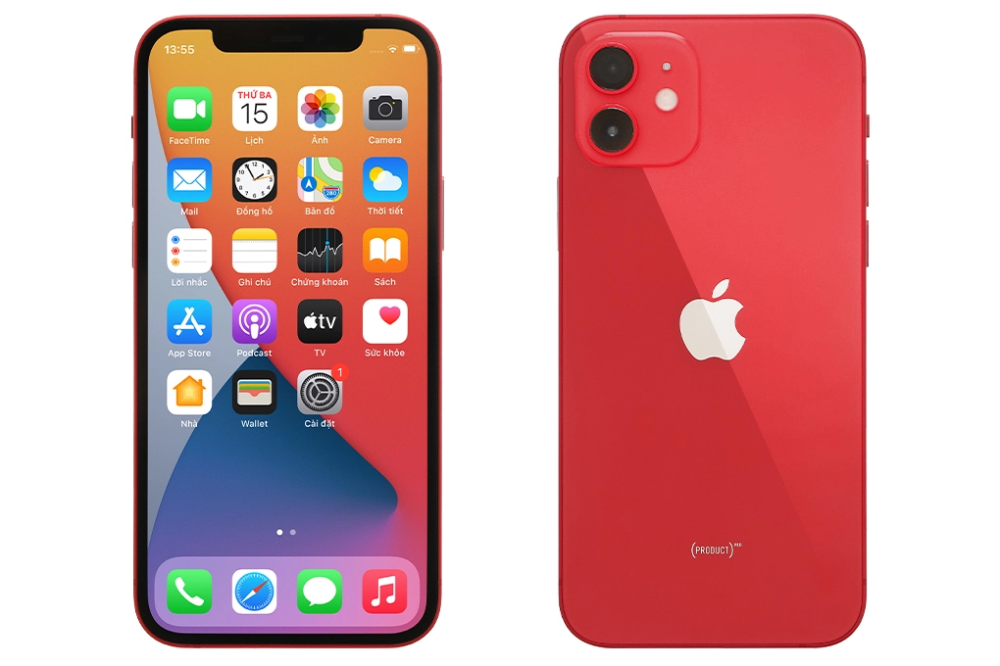 13:55
FaceTime
THỨ BA
15
Lịch
Ảnh
Camera
Mail
Đồng hồ
Bản đồ
Thời tiết
Lời nhắc
Ghi chú
Chứng khoán
Sách
App Store
Podcast
tv
TV
Sức khỏe
Nhà
Wallet
1
Cài đặt
(PRODUCT)RED